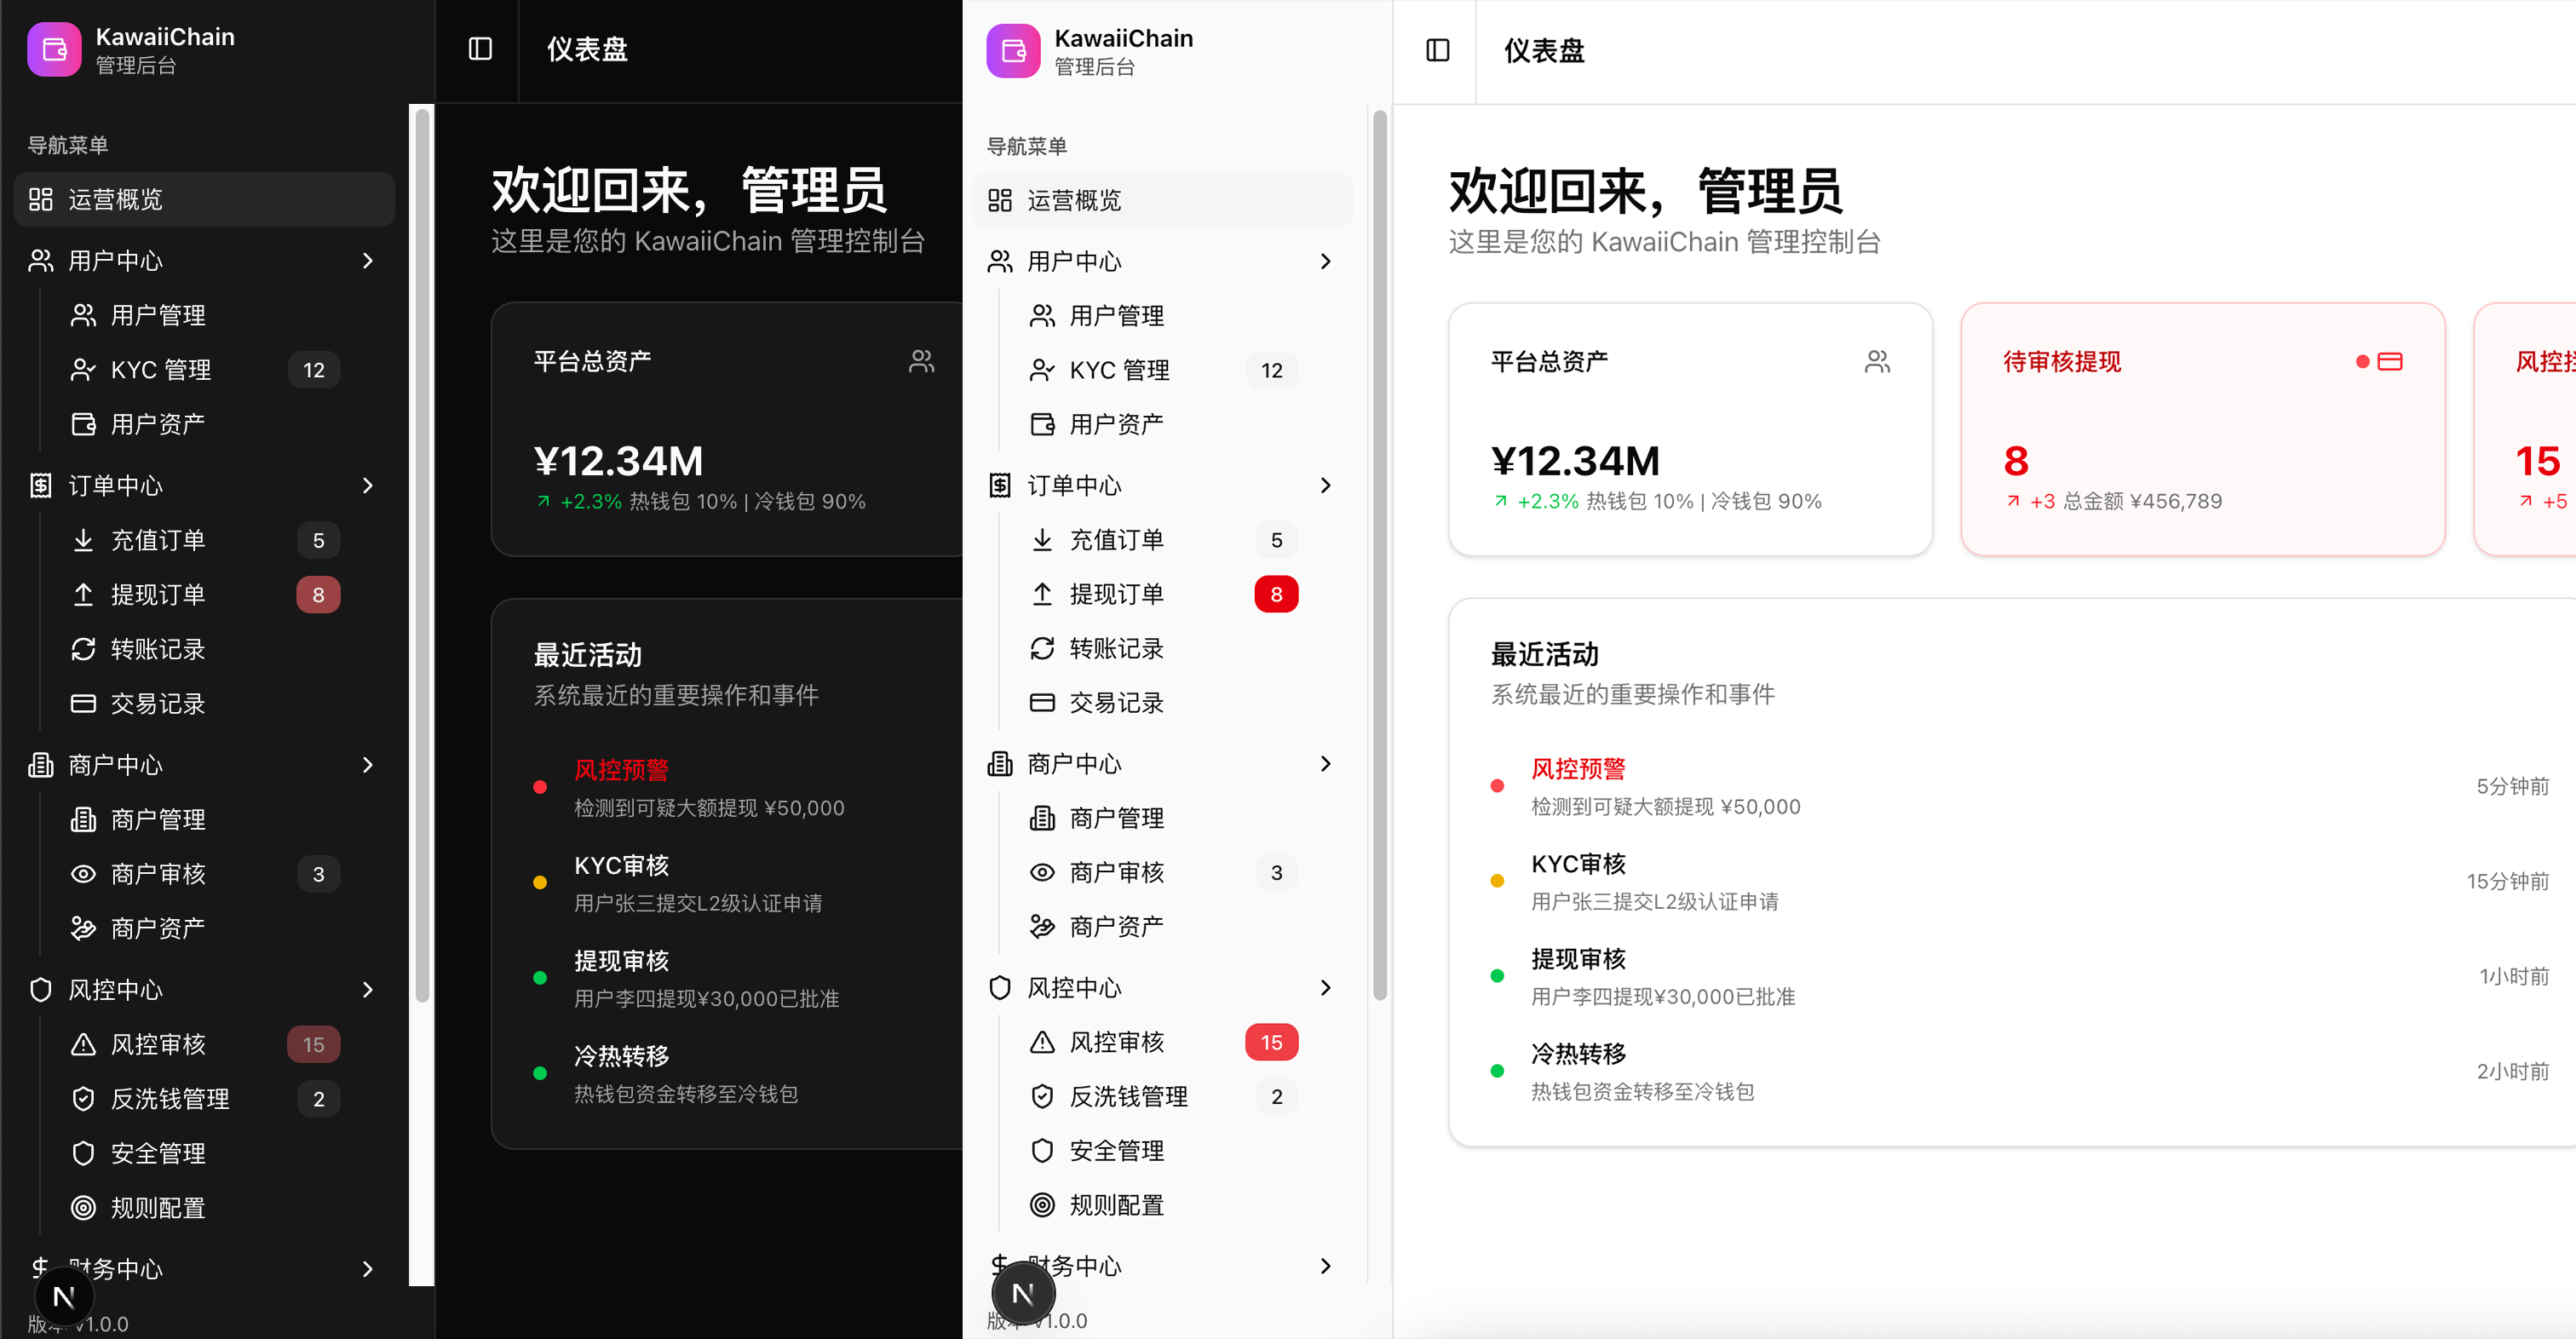 KawaiiChain
管理后台
导航菜单
运营概览
用户中心
用户管理
KYC 管理 12
用户资产
订单中心
充值订单 5
提现订单 8
转账记录
交易记录
商户中心
商户管理
商户审核 3
商户资产
风控中心
风控审核 15
反洗钱管理 2
安全管理
规则配置
财务中心
N
版本 v1.0.0
仪表盘
欢迎回来，管理员
这里是您的 KawaiiChain 管理控制台
平台总资产
¥12.34M
+2.3% 热钱包 10% | 冷钱包 90%
最近活动
系统最近的重要操作和事件
风控预警
检测到可疑大额提现 ¥50,000
KYC审核
用户张三提交L2级认证申请
提现审核
用户李四提现¥30,000已批准
冷热转移
热钱包资金转移至冷钱包
KawaiiChain
管理后台
导航菜单
运营概览
用户中心
用户管理
KYC 管理 12
用户资产
订单中心
充值订单 5
提现订单 8
转账记录
交易记录
商户中心
商户管理
商户审核 3
商户资产
风控中心
风控审核 15
反洗钱管理 2
安全管理
规则配置
财务中心
N
版本 v1.0.0
仪表盘
欢迎回来，管理员
这里是您的 KawaiiChain 管理控制台
平台总资产
¥12.34M
+2.3% 热钱包 10% | 冷钱包 90%
待审核提现
8
+3 总金额 ¥456,789
风控
15
+5
最近活动
系统最近的重要操作和事件
风控预警
检测到可疑大额提现 ¥50,000
5分钟前
KYC审核
用户张三提交L2级认证申请
15分钟前
提现审核
用户李四提现¥30,000已批准
1小时前
冷热转移
热钱包资金转移至冷钱包
2小时前